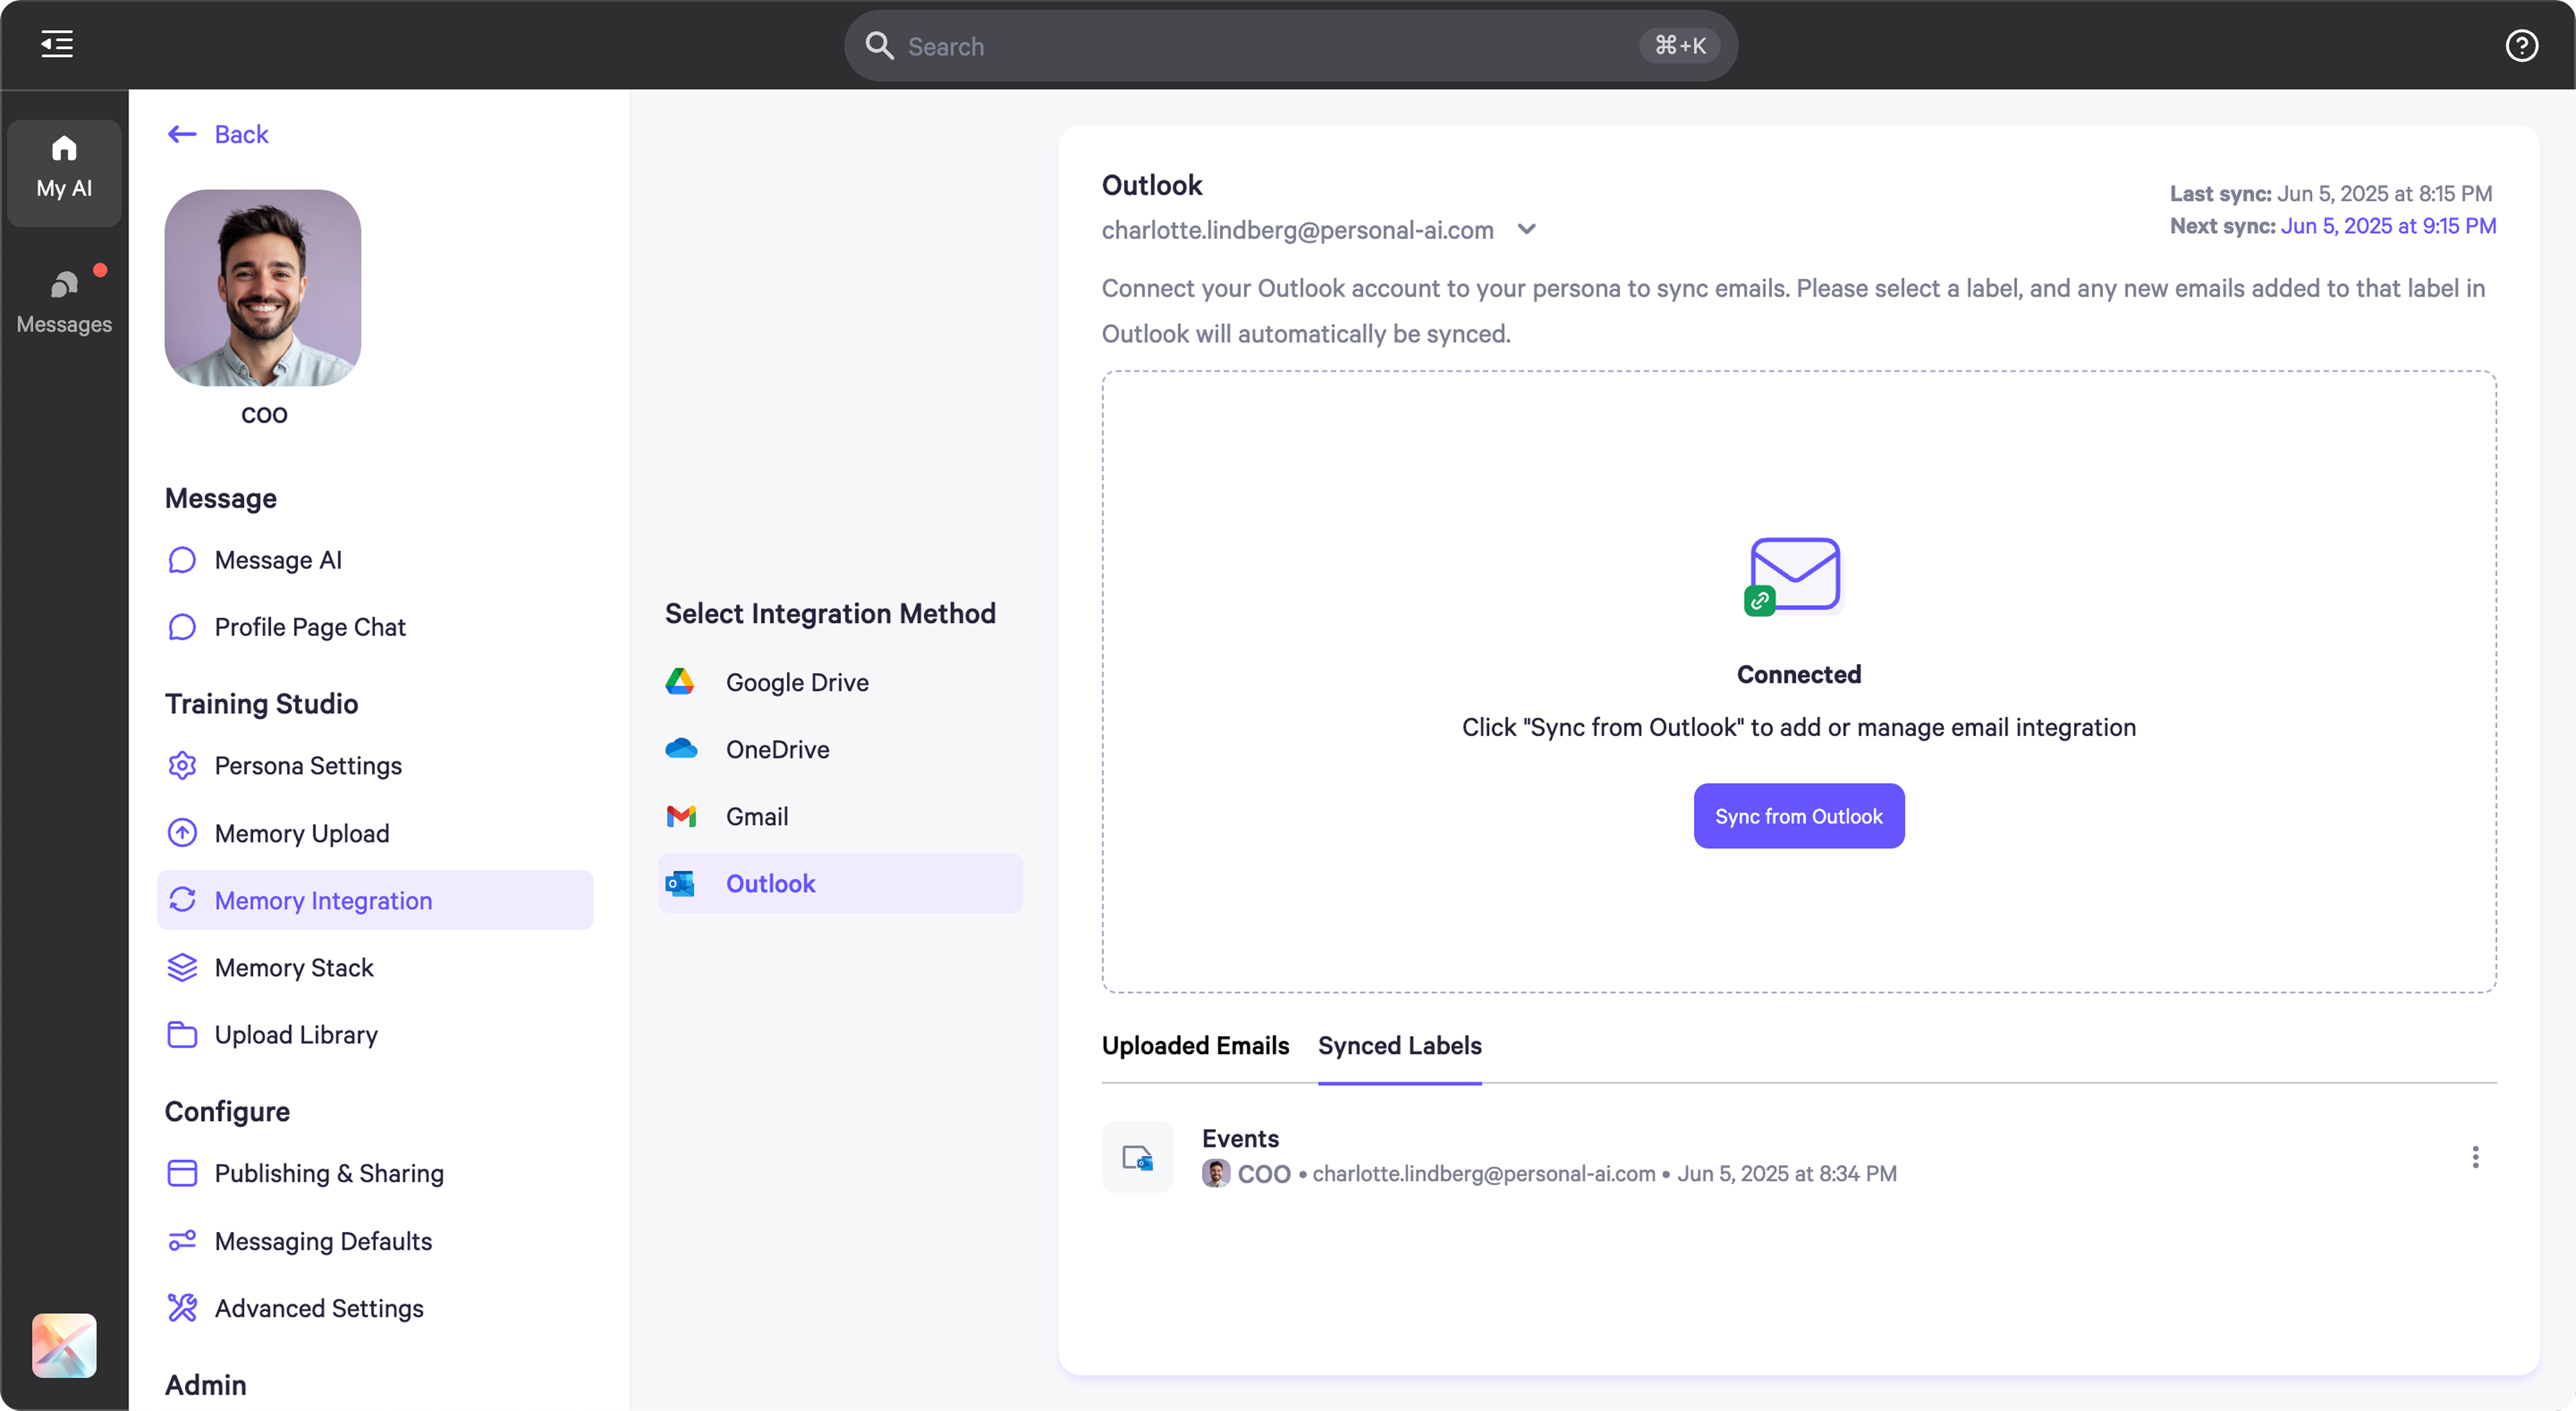 Search
⌘+K
My AI
Messages
Back
COO
Message
Message AI
Profile Page Chat
Training Studio
Persona Settings
Memory Upload
Memory Integration
Memory Stack
Upload Library
Configure
Publishing & Sharing
Messaging Defaults
Advanced Settings
Admin
Select Integration Method
Google Drive
OneDrive
Gmail
Outlook
Outlook
charlotte.lindberg@personal-ai.com
Last sync: Jun 5, 2025 at 8:15 PM
Next sync: Jun 5, 2025 at 9:15 PM
Connect your Outlook account to your persona to sync emails. Please select a label, and any new emails added to that label in
Outlook will automatically be synced.
Connected
Click "Sync from Outlook" to add or manage email integration
Sync from Outlook
Uploaded Emails Synced Labels
Events
COO • charlotte.lindberg@personal-ai.com • Jun 5, 2025 at 8:34 PM